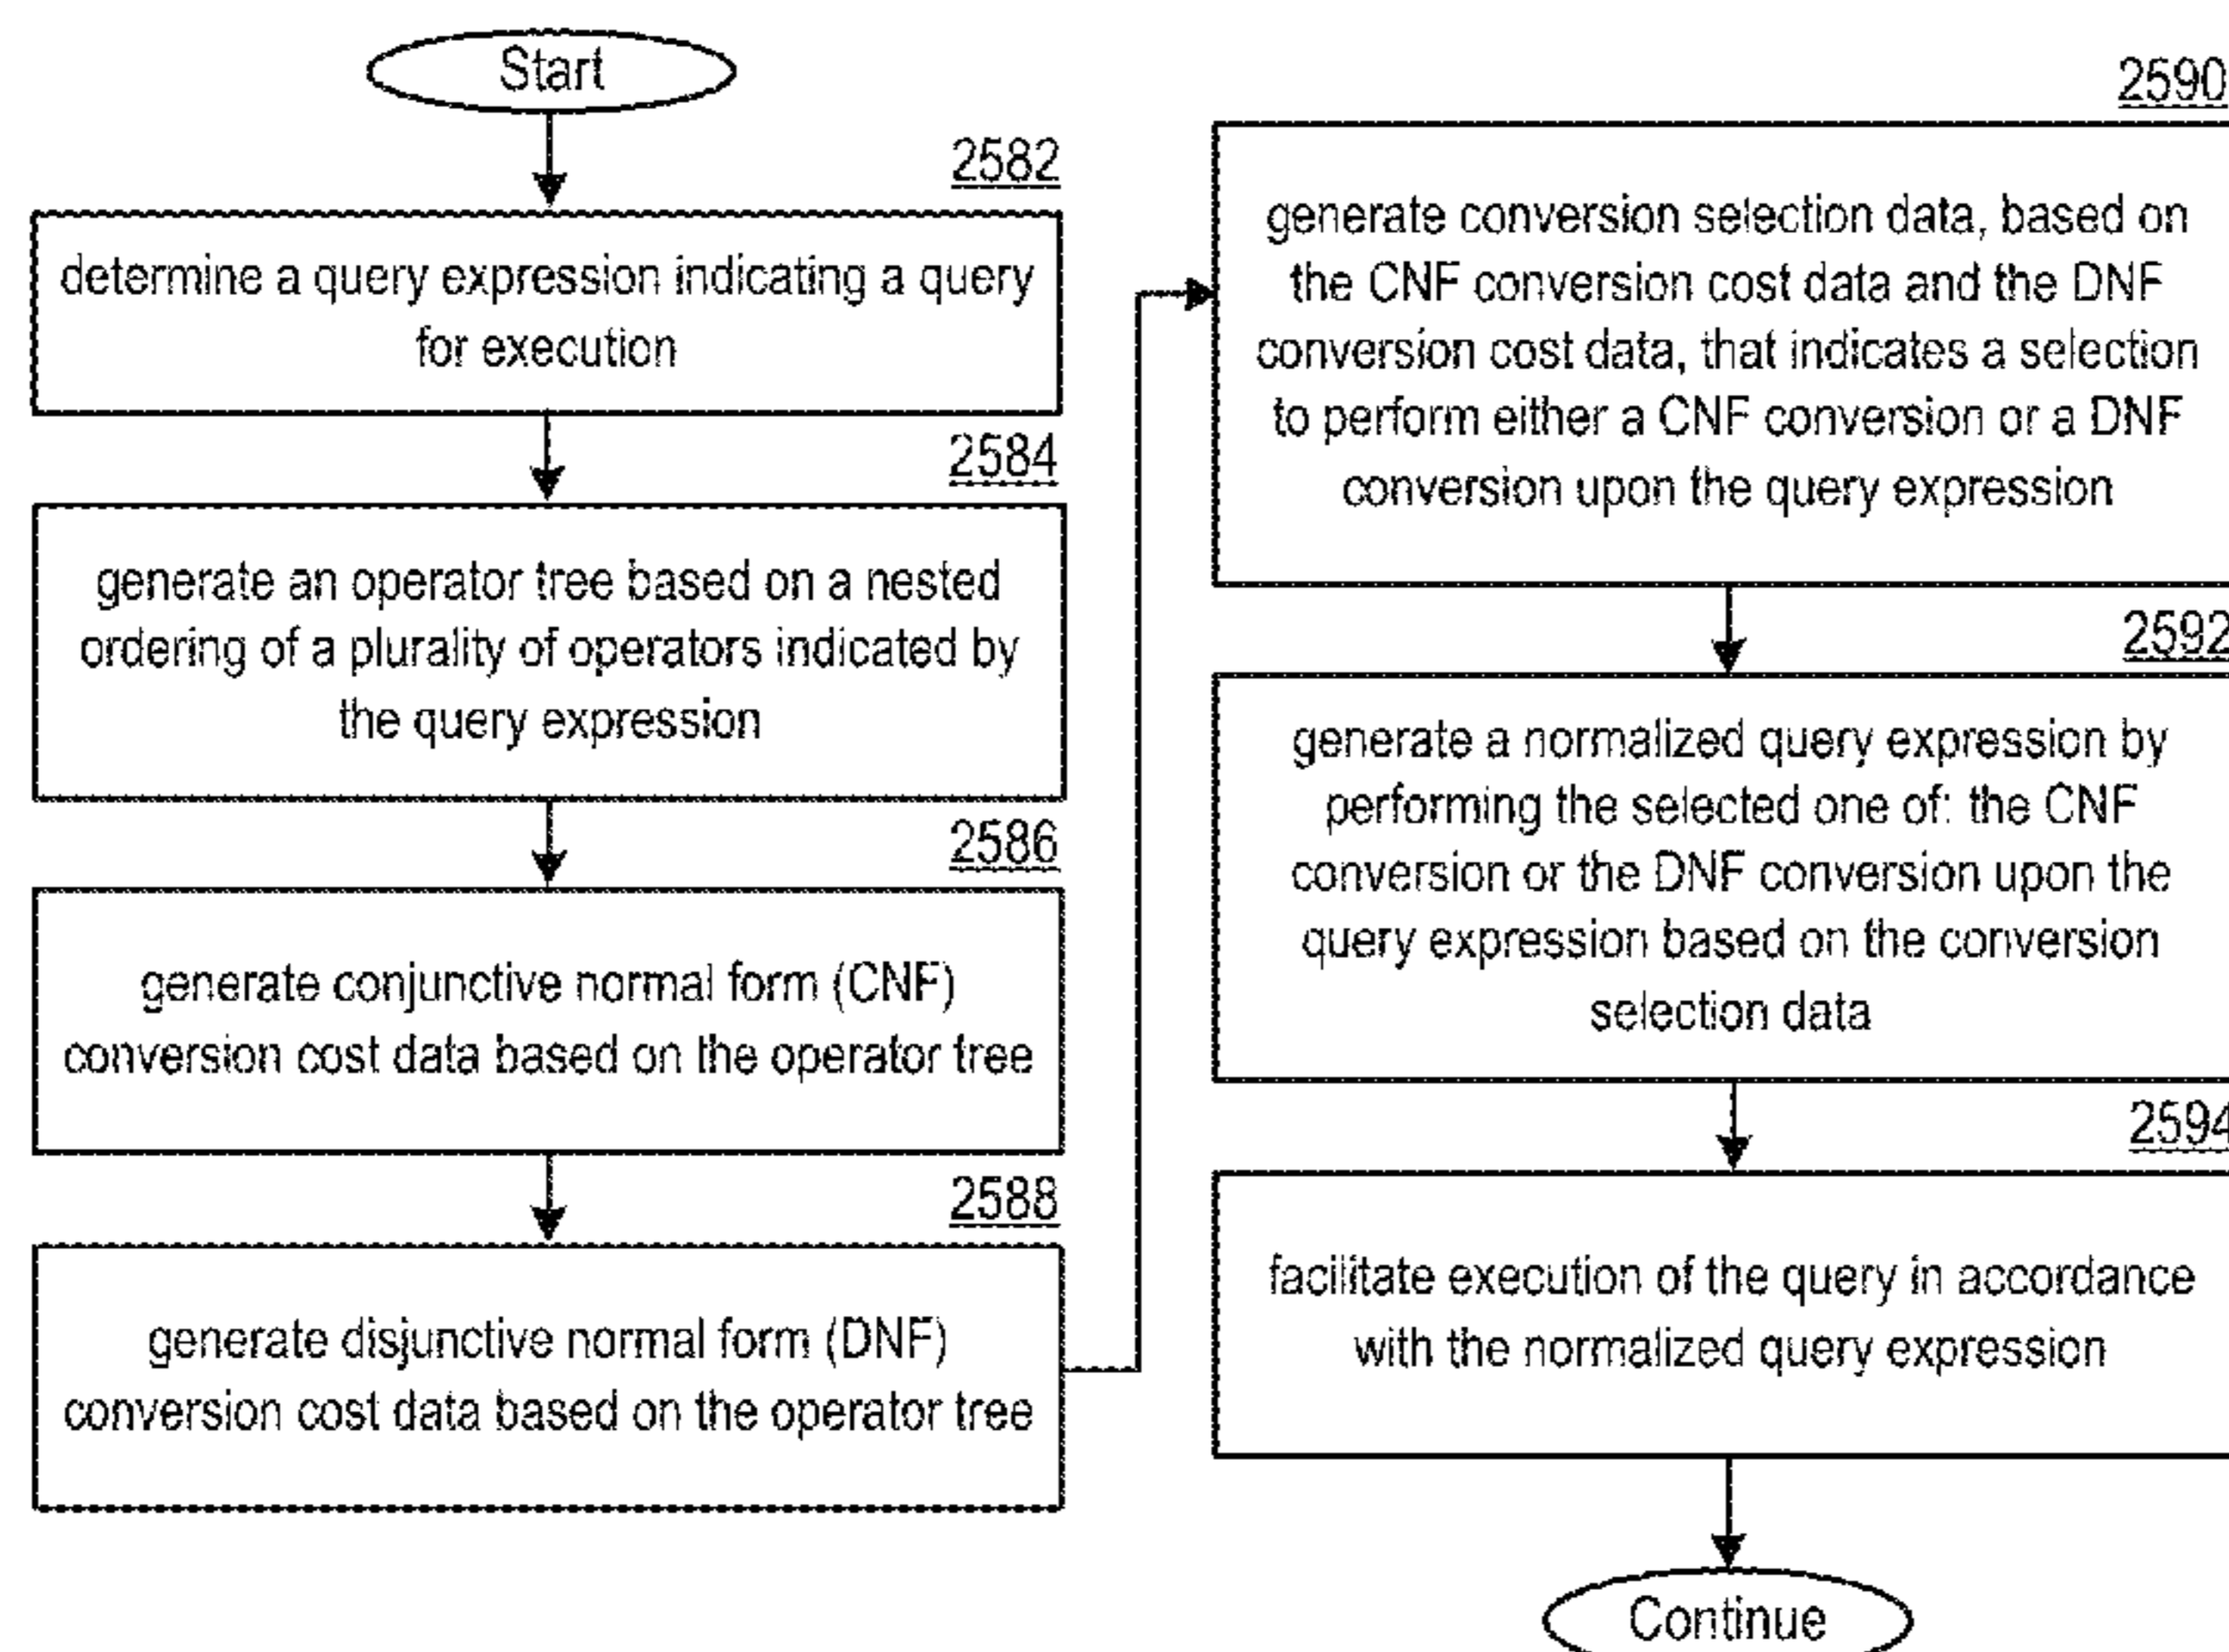 Start
2582
determine a query expression indicating a query
for execution
2584
generate an operator tree based on a nested
ordering of a plurality of operators indicated by
the query expression
2586
generate conjunctive normal form (CNF)
conversion cost data based on the operator tree
2588
generate disjunctive normal form (DNF)
conversion cost data based on the operator tree
2590
generate conversion selection data, based on
the CNF conversion cost data and the DNF
conversion cost data, that indicates a selection
to perform either a CNF conversion or a DNF
conversion upon the query expression
2592
generate a normalized query expression by
performing the selected one of: the CNF
conversion or the DNF conversion upon the
query expression based on the conversion
selection data
2594
facilitate execution of the query in accordance
with the normalized query expression
Continue